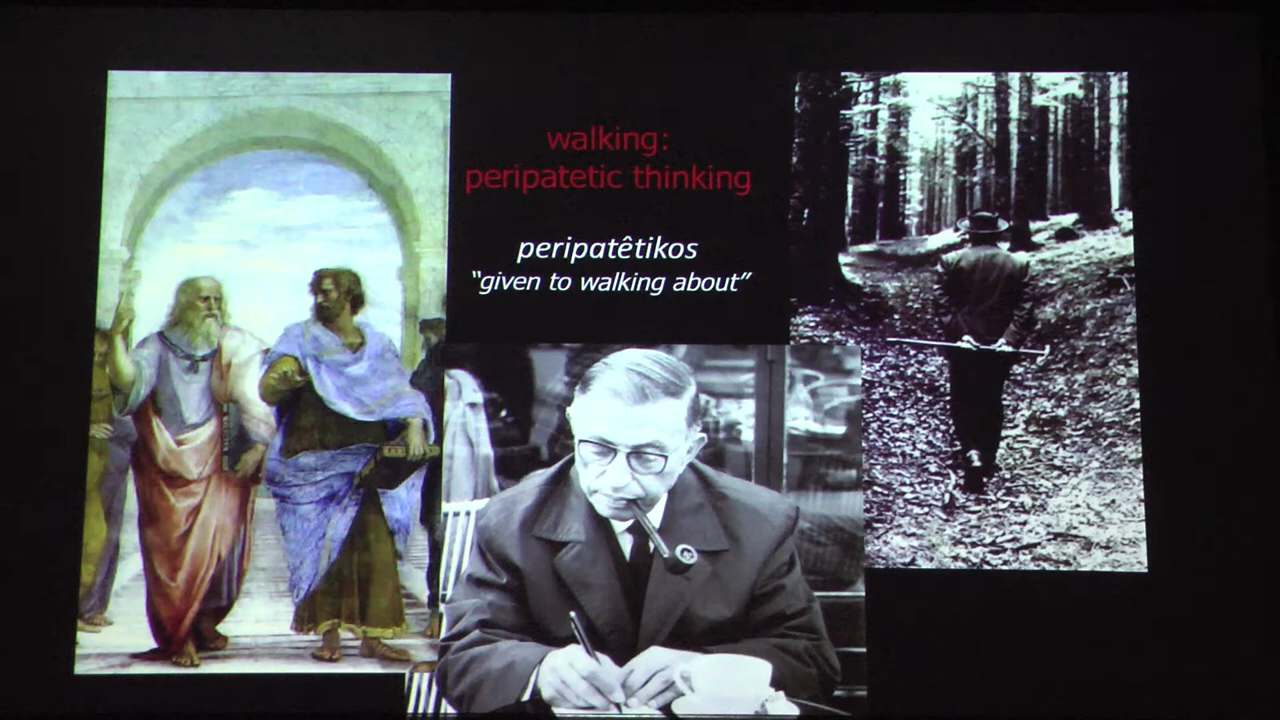 walking:
peripatetic thinking
peripatêtikos
“given to walking about”